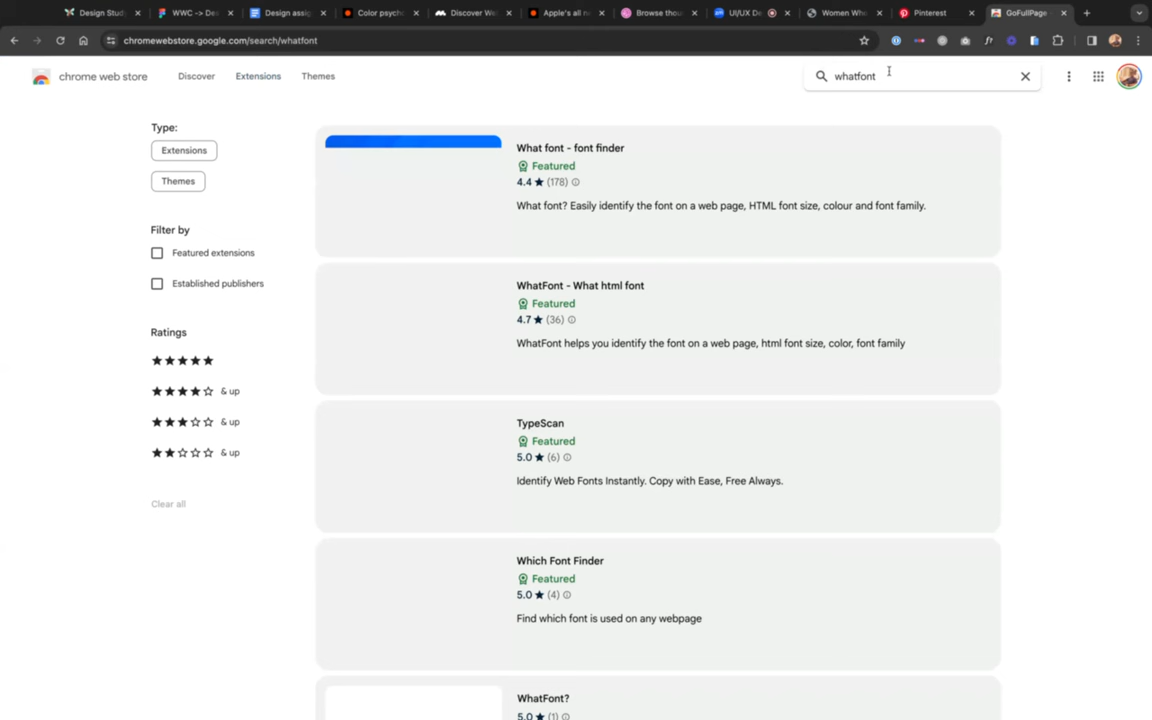 Design Study
WWC -> De
Design assig
Color psych
Discover We
Apple's all n
Browse thou
UI/UX De
Women Wh
Pinterest
GoFullPage
chromewebstore.google.com/search/whatfont
chrome web store
Discover
Extensions
Themes
whatfont
Type:
Extensions
Themes
Filter by
Featured extensions
Established publishers
Ratings
& up
& up
& up
Clear all
What font - font finder
Featured
4.4 ★ (178)
What font? Easily identify the font on a web page, HTML font size, colour and font family.
WhatFont - What html font
Featured
4.7 ★ (36)
WhatFont helps you identify the font on a web page, html font size, color, font family
TypeScan
Featured
5.0 ★ (6)
Identify Web Fonts Instantly. Copy with Ease, Free Always.
Which Font Finder
Featured
5.0 ★ (4)
Find which font is used on any webpage
WhatFont?
5.0 ★ (1)